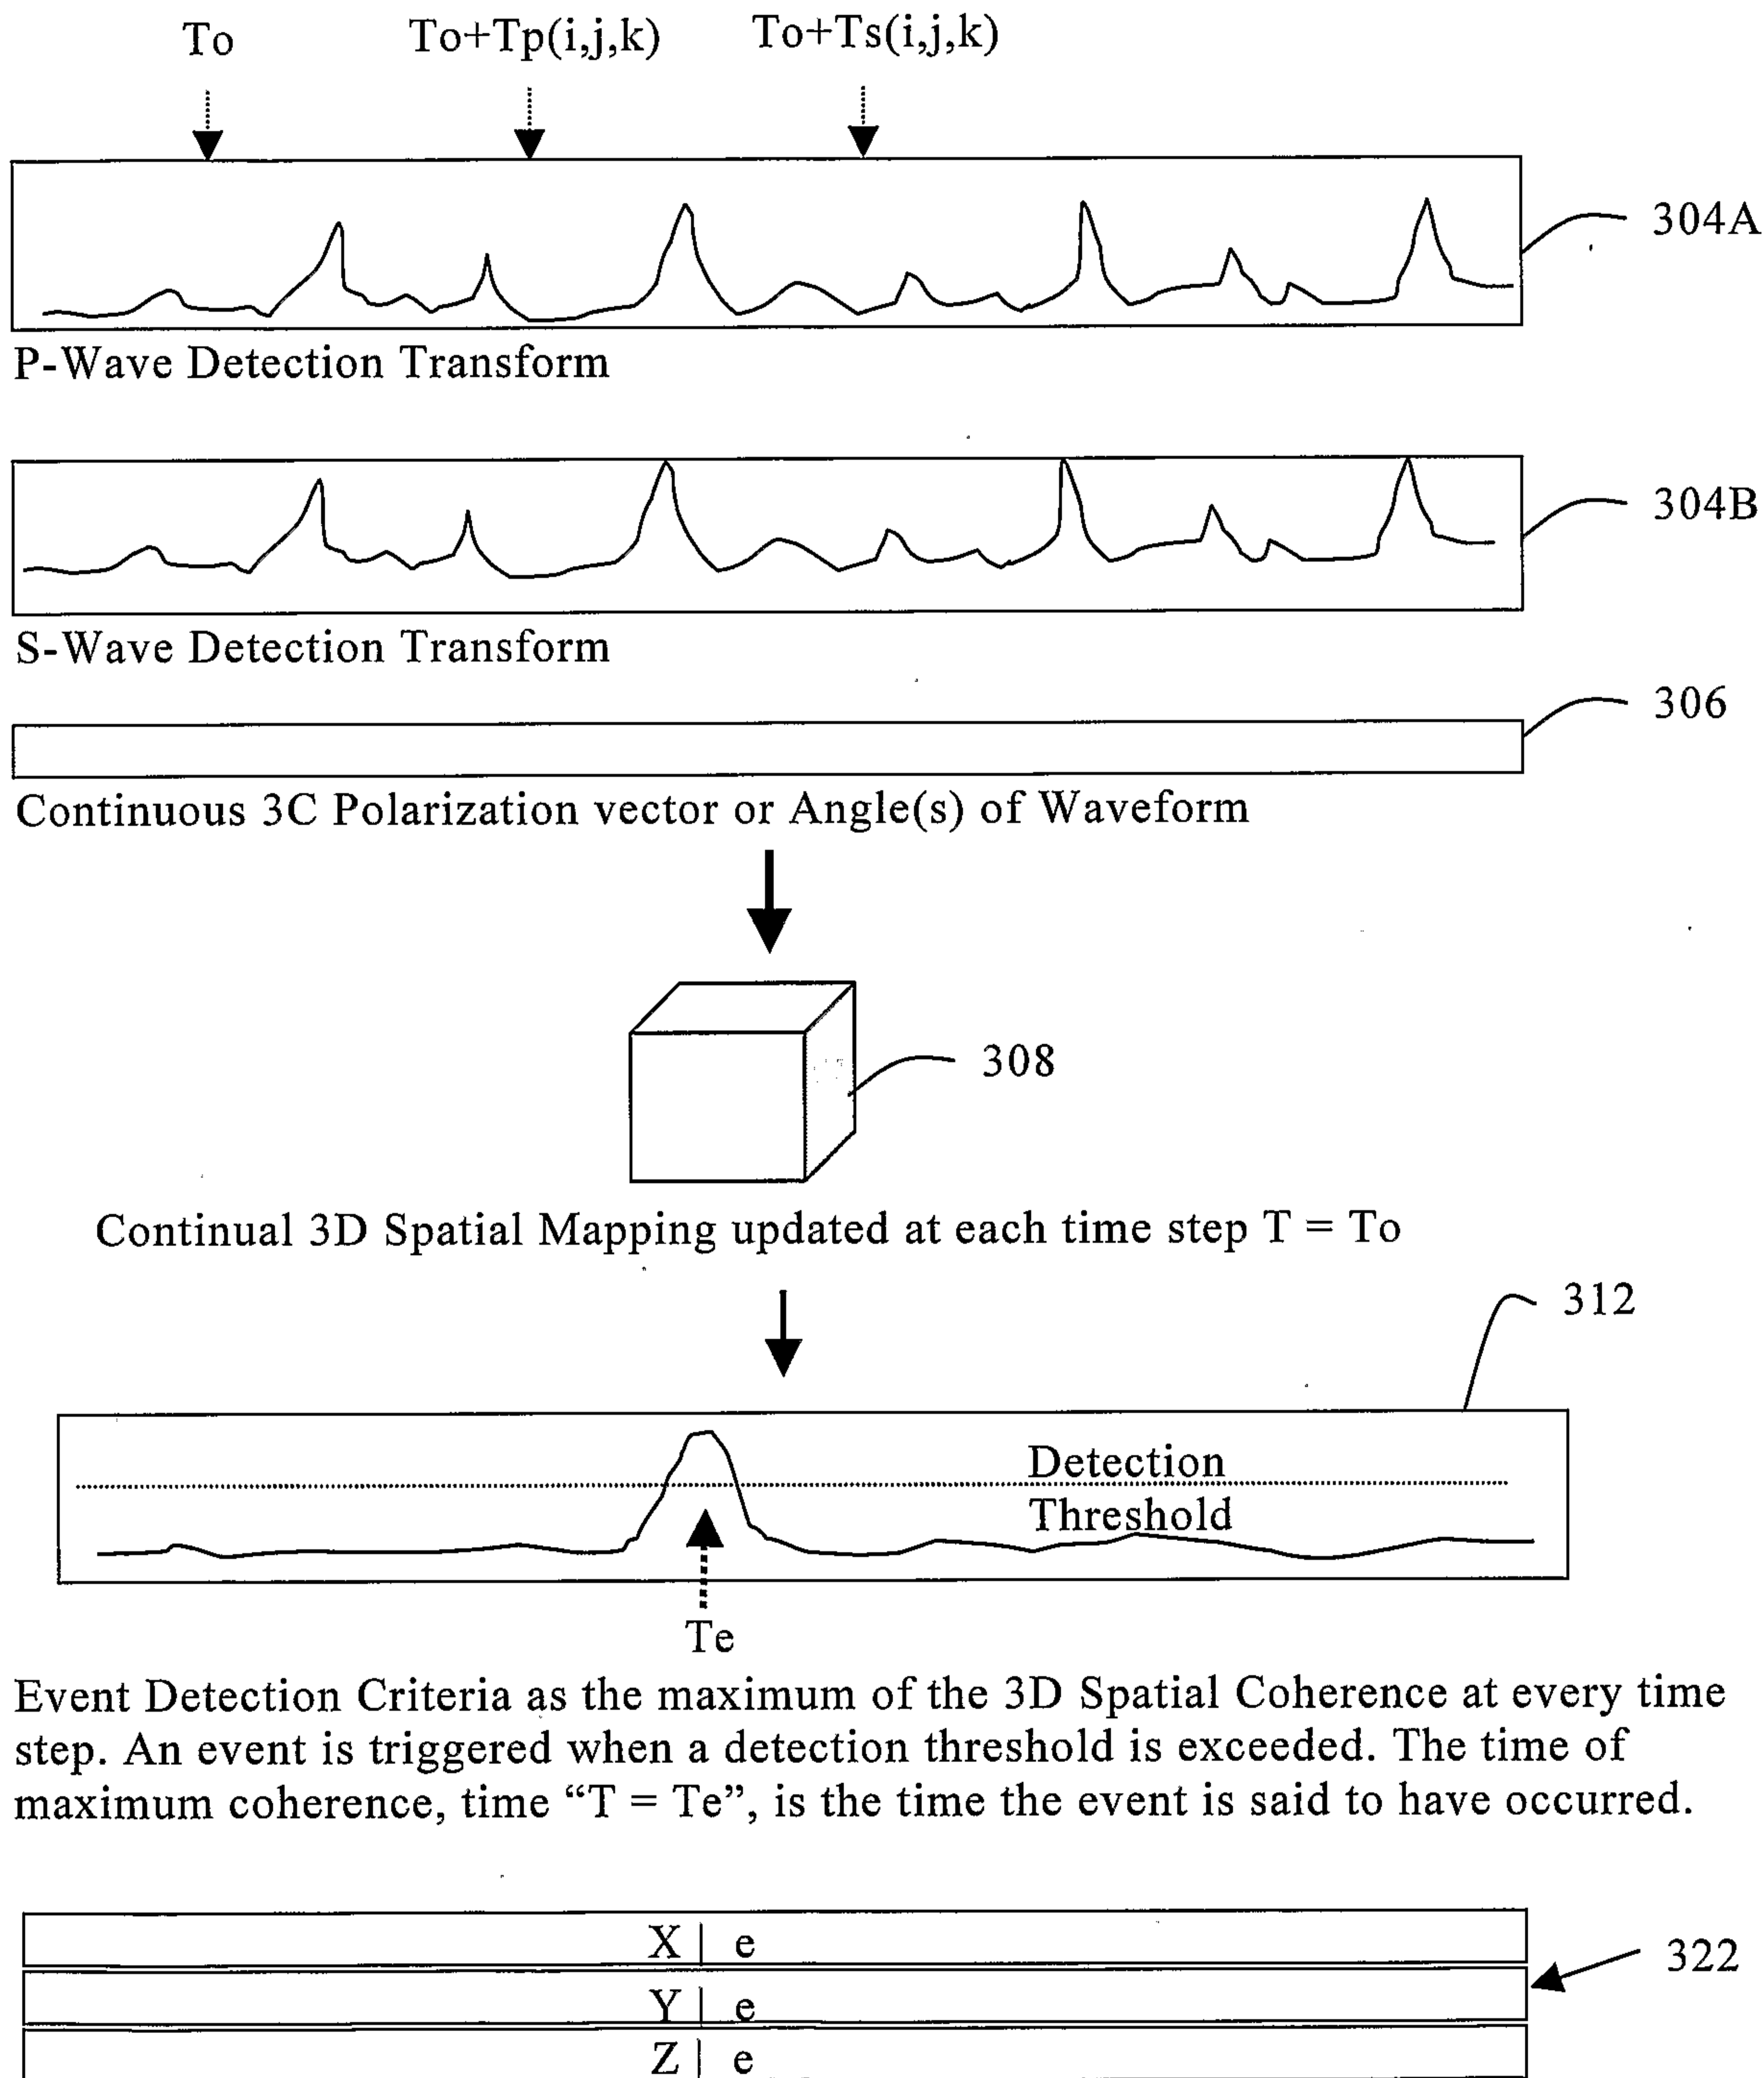 To To+Tp(i,j,k) To+Ts(i,j,k)
304A
P-Wave Detection Transform
304B
S-Wave Detection Transform
306
Continuous 3C Polarization vector or Angle(s) of Waveform
308
Continual 3D Spatial Mapping updated at each time step T = To
312
Detection
Threshold
Te
Event Detection Criteria as the maximum of the 3D Spatial Coherence at every time
step. An event is triggered when a detection threshold is exceeded. The time of
maximum coherence, time “T = Te”, is the time the event is said to have occurred.
X | e
322
Y | e
Z | e